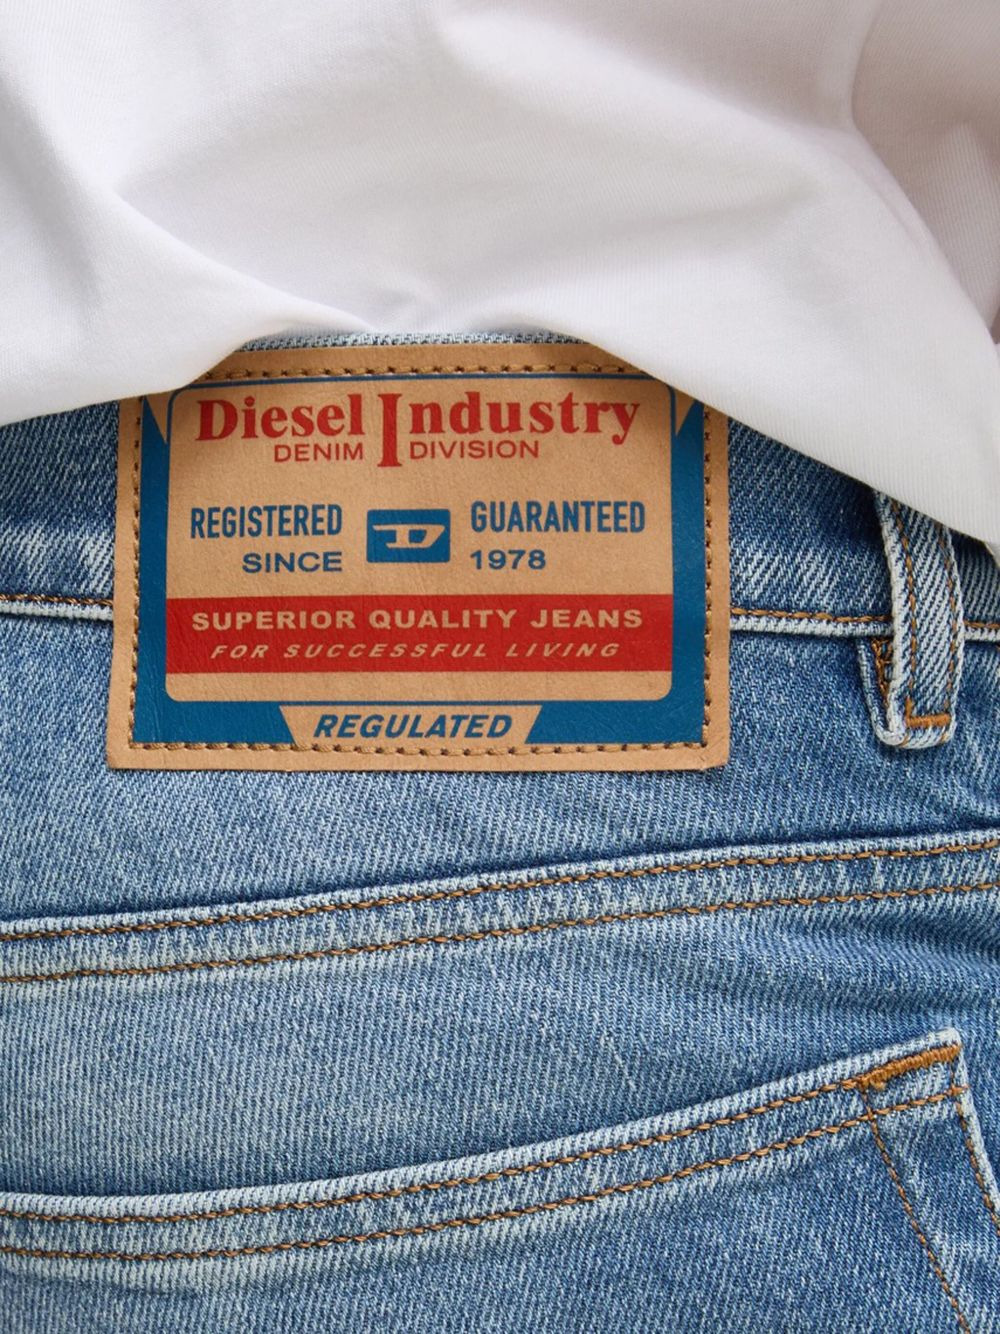 Diesel Industry
DENIM DIVISION
REGISTERED D GUARANTEED
SINCE 1978
SUPERIOR QUALITY JEANS
FOR SUCCESSFUL LIVING
REGULATED